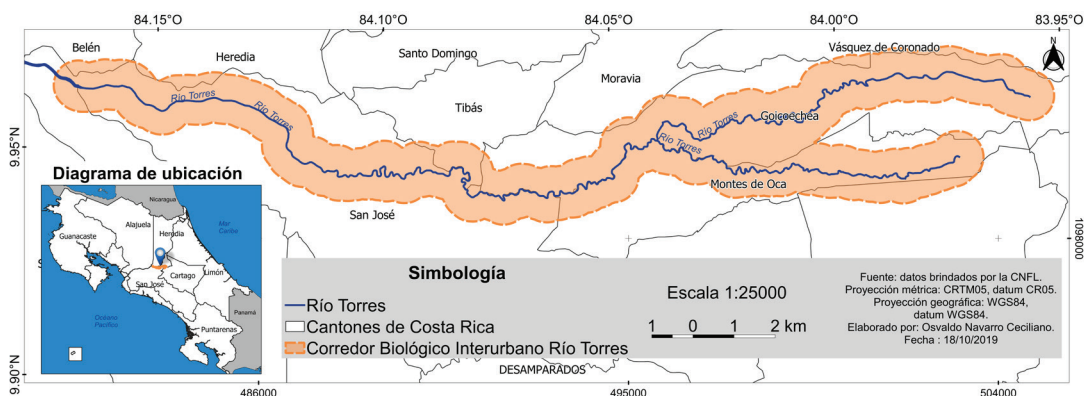 84.15°O
84.10°O
84.05°O
84.00°O
83.95°O
Belén
Heredia
Santo Domingo
Vásquez de Coronado
N
Moravia
Tibás
Río Torres
Río Torres
Río Torres
Goicoechea
Río Torres
9.95°N
Montes de Oca
San José
Diagrama de ubicación
Nicaragua
Mar
Caribe
Alajuela
Heredia
Guanacaste
Limón
Cartago
San José
Océano
Pacífico
Puntarenas
Panamá
1098000
Simbología
Río Torres
Cantones de Costa Rica
Corredor Biológico Interurbano Río Torres
Escala 1:25000
1 0 1 2 km
Fuente: datos brindados por la CNFL.
Proyección métrica: CRTM05, datum CR05.
Proyección geográfica: WGS84,
datum WGS84.
Elaborado por: Osvaldo Navarro Ceciliano.
Fecha : 18/10/2019
DESAMPARADOS
9.90°N
486000
495000
504000